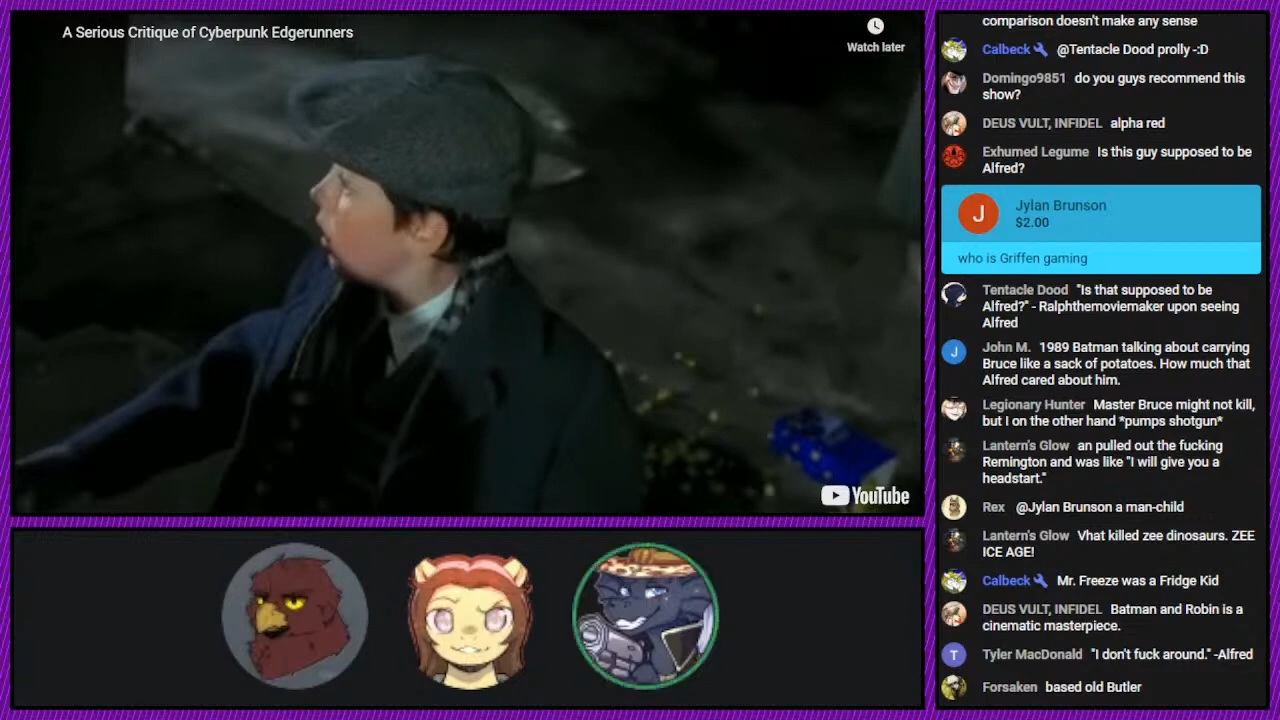 A Serious Critique of Cyberpunk Edgerunners
Watch later
YouTube
comparison doesn't make any sense
Calbeck @Tentacle Dood prolly -:D
Domingo9851 do you guys recommend this
show?
DEUS VULT, INFIDEL alpha red
Exhumed Legume Is this guy supposed to be
Alfred?
J
Jylan Brunson
$2.00
who is Griffen gaming
Tentacle Dood "Is that supposed to be
Alfred?" - Ralphthemoviemaker upon seeing
Alfred
J
John M. 1989 Batman talking about carrying
Bruce like a sack of potatoes. How much that
Alfred cared about him.
Legionary Hunter Master Bruce might not kill,
but I on the other hand *pumps shotgun*
Lantern's Glow an pulled out the fucking
Remington and was like "I will give you a
headstart."
Rex @Jylan Brunson a man-child
Lantern's Glow Vhat killed zee dinosaurs. ZEE
ICE AGE!
Calbeck Mr. Freeze was a Fridge Kid
DEUS VULT, INFIDEL Batman and Robin is a
cinematic masterpiece.
T
Tyler MacDonald "I don't fuck around." -Alfred
Forsaken based old Butler